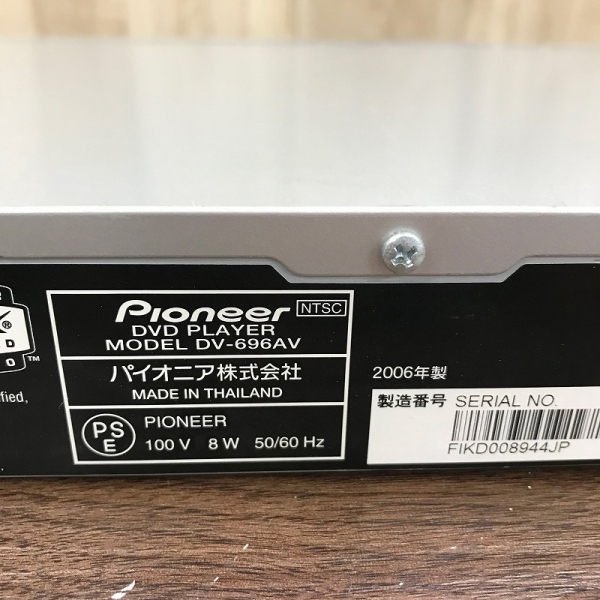 Pioneer NTSC
DVD PLAYER
MODEL DV-696AV
パイオニア株式会社
MADE IN THAILAND
PSE
PIONEER
100 V 8 W 50/60 Hz
2006年製
製造番号 SERIAL NO.
FIKD008944JP
TM